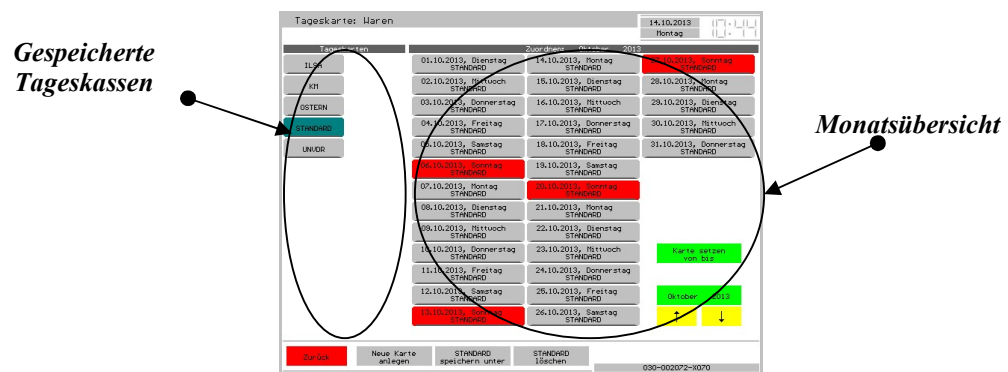 Tageskarte: Waren
14.10.2013
Montag
Gespeicherte
Tageskassen
Monatsübersicht
Tageskarten
Zuordnen: Oktober 2013
ILSA
KM
OSTERN
STANDARD
UNVDR
01.10.2013, Dienstag
STANDARD
02.10.2013, Mittwoch
STANDARD
03.10.2013, Donnerstag
STANDARD
04.10.2013, Freitag
STANDARD
05.10.2013, Samstag
STANDARD
06.10.2013, Sonntag
STANDARD
07.10.2013, Montag
STANDARD
08.10.2013, Dienstag
STANDARD
09.10.2013, Mittwoch
STANDARD
10.10.2013, Donnerstag
STANDARD
11.10.2013, Freitag
STANDARD
12.10.2013, Samstag
STANDARD
13.10.2013, Sonntag
STANDARD
14.10.2013, Montag
STANDARD
15.10.2013, Dienstag
STANDARD
16.10.2013, Mittwoch
STANDARD
17.10.2013, Donnerstag
STANDARD
18.10.2013, Freitag
STANDARD
19.10.2013, Samstag
STANDARD
20.10.2013, Sonntag
STANDARD
21.10.2013, Montag
STANDARD
22.10.2013, Dienstag
STANDARD
23.10.2013, Mittwoch
STANDARD
24.10.2013, Donnerstag
STANDARD
25.10.2013, Freitag
STANDARD
26.10.2013, Samstag
STANDARD
27.10.2013, Sonntag
STANDARD
28.10.2013, Montag
STANDARD
29.10.2013, Dienstag
STANDARD
30.10.2013, Mittwoch
STANDARD
31.10.2013, Donnerstag
STANDARD
Karte setzen
von bis
Oktober 2013
↑ ↓
Zurück
Neue Karte
anlegen
STANDARD
speichern unter
STANDARD
löschen
030-002072-X070